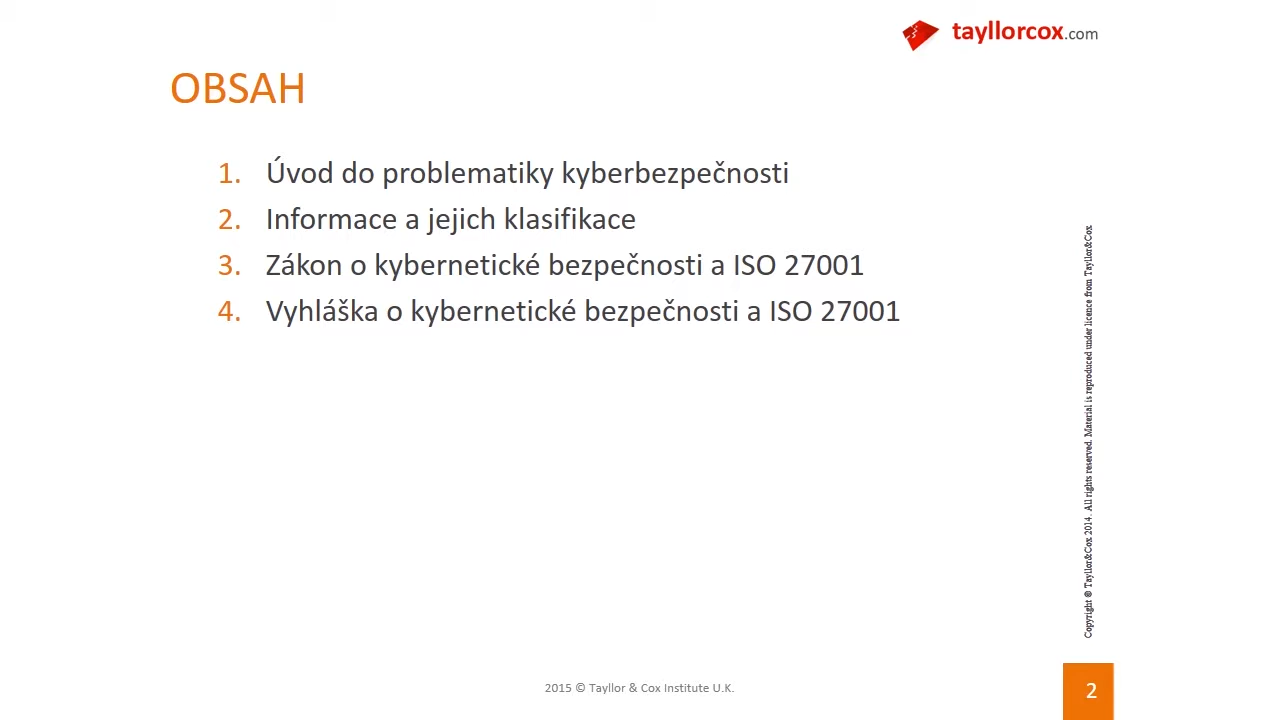 tayllorcox.com
OBSAH
1. Úvod do problematiky kyberbezpečnosti
2. Informace a jejich klasifikace
3. Zákon o kybernetické bezpečnosti a ISO 27001
4. Vyhláška o kybernetické bezpečnosti a ISO 27001
Copyright © Tayllor&Cox 2014. All rights reserved. Material is reproduced under licence from Tayllor&Cox
2015 © Tayllor & Cox Institute U.K.
2